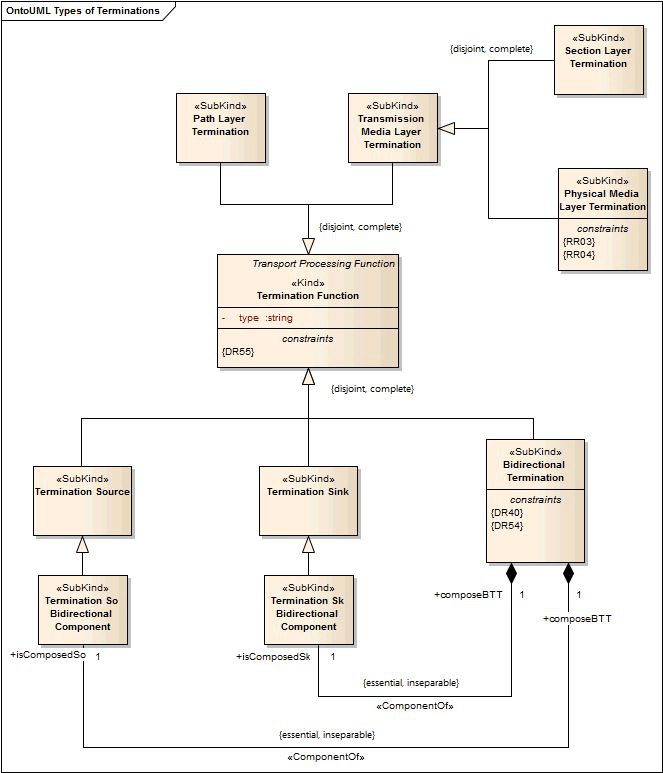 OntoUML Types of Terminations
{disjoint, complete}
«SubKind»
Section Layer
Termination
«SubKind»
Path Layer
Termination
«SubKind»
Transmission
Media Layer
Termination
«SubKind»
Physical Media
Layer Termination
constraints
{RR03}
{RR04}
{disjoint, complete}
Transport Processing Function
«Kind»
Termination Function
- type :string
constraints
{DR55}
{disjoint, complete}
«SubKind»
Termination Source
«SubKind»
Termination Sink
«SubKind»
Bidirectional
Termination
constraints
{DR40}
{DR54}
«SubKind»
Termination So
Bidirectional
Component
«SubKind»
Termination Sk
Bidirectional
Component
+composeBTT 1
1
+composeBTT
+isComposedSo 1
+isComposedSk 1
{essential, inseparable}
«ComponentOf»
{essential, inseparable}
«ComponentOf»